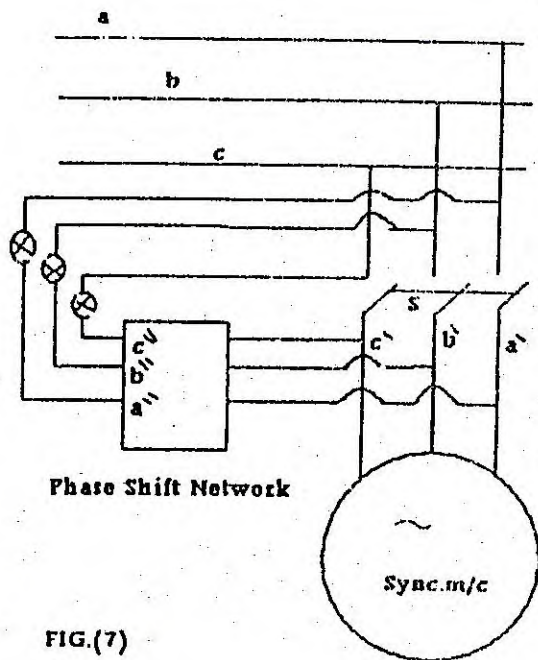 a
b
c
S
c'
b'
a'
c''
b''
a''
Phase Shift Network
~
Sync.m/c
FIG.(7)